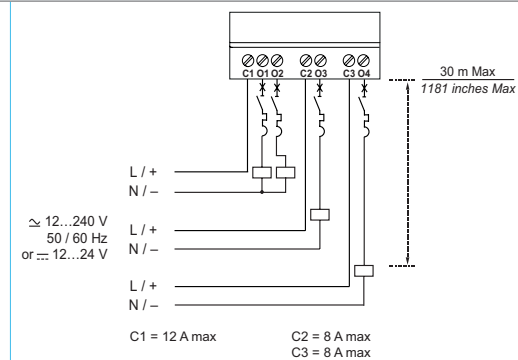 C1 O1 O2 C2 O3 C3 O4
30 m Max
1181 inches Max
L / +
N / –
≃ 12...240 V
50 / 60 Hz
or ⎓ 12...24 V
L / +
N / –
L / +
N / –
C1 = 12 A max
C2 = 8 A max
C3 = 8 A max